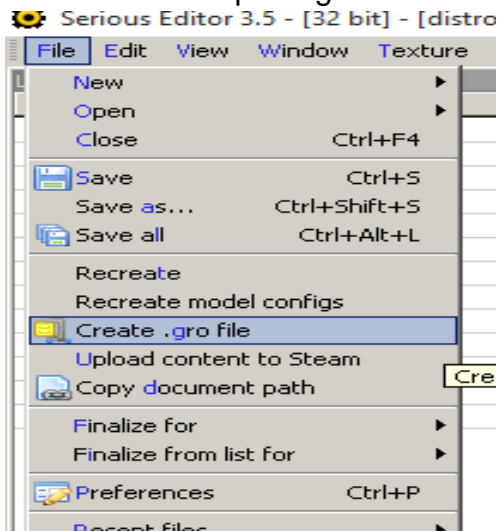 Serious Editor 3.5 - [32 bit] - [distro
File Edit View Window Texture
New
Open
Close Ctrl+F4
Save Ctrl+S
Save as... Ctrl+Shift+S
Save all Ctrl+Alt+L
Recreate
Recreate model configs
Create .gro file
Upload content to Steam
Copy document path
Cre
Finalize for
Finalize from list for
Preferences Ctrl+P
Recent files